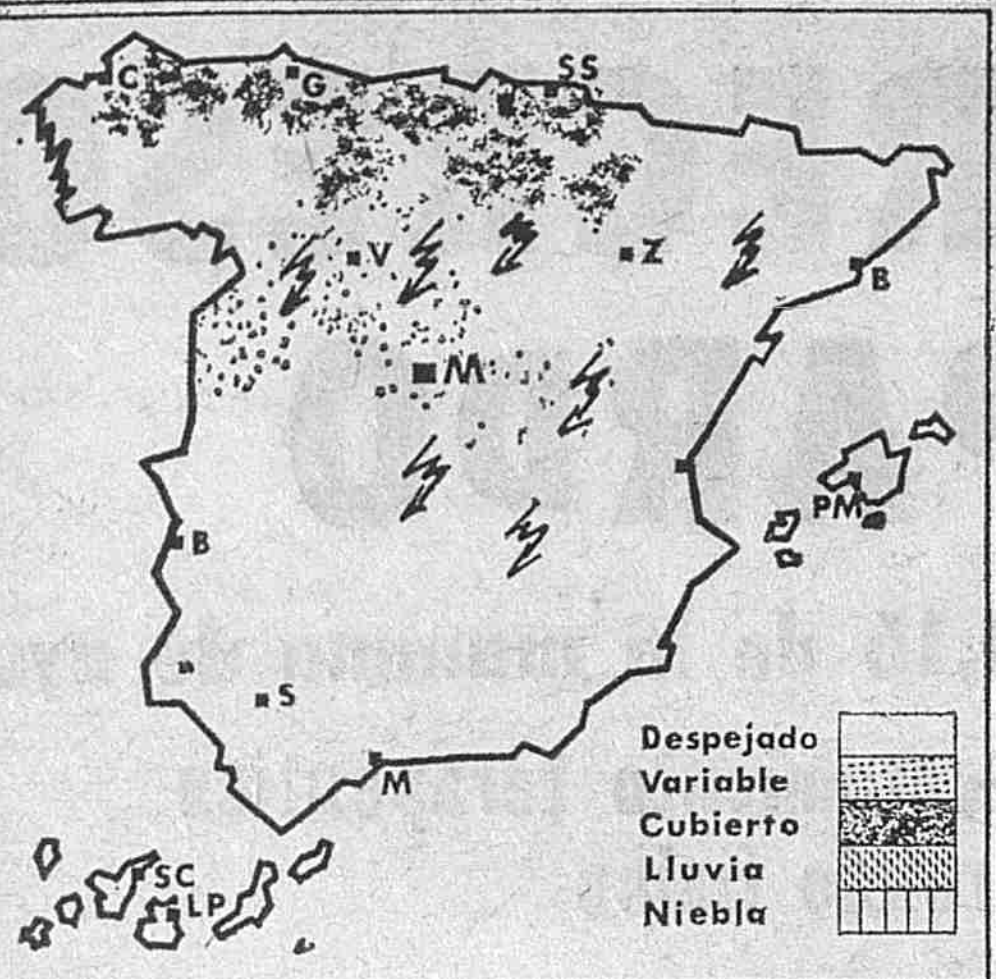 SS
C
G
V
Z
B
M
PM
B
S
M
SC
LP
Despejado
Variable
Cubierto
Lluvia
Niebla